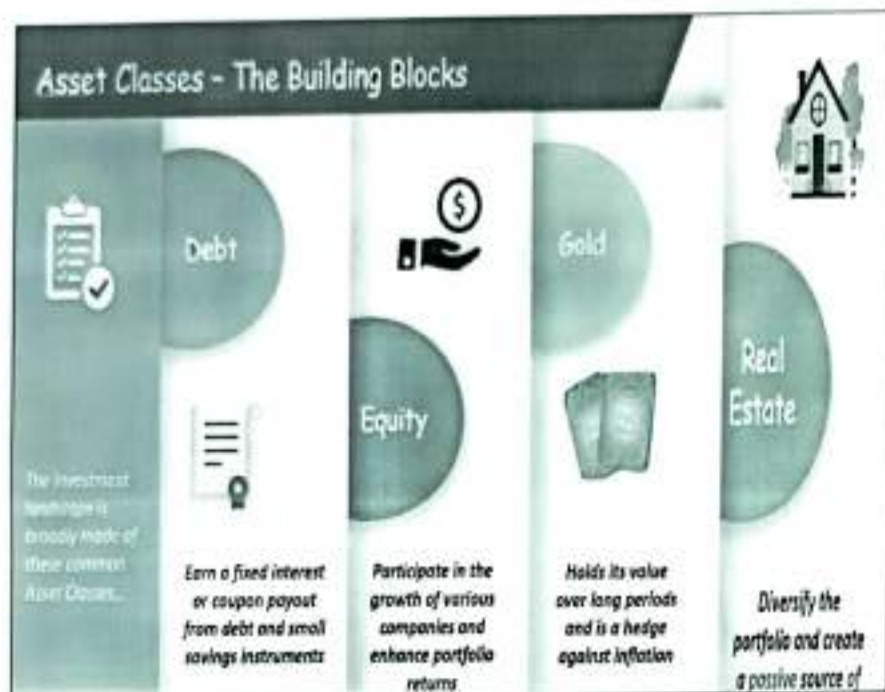 Asset Classes - The Building Blocks
The Investment
landscape is
broadly made of
these common
Asset Classes...
Debt
Earn a fixed interest
or coupon payout
from debt and small
savings instruments
$
Equity
Participate in the
growth of various
companies and
enhance portfolio
returns
Gold
Holds its value
over long periods
and is a hedge
against inflation
Real
Estate
Diversify the
portfolio and create
a passive source of